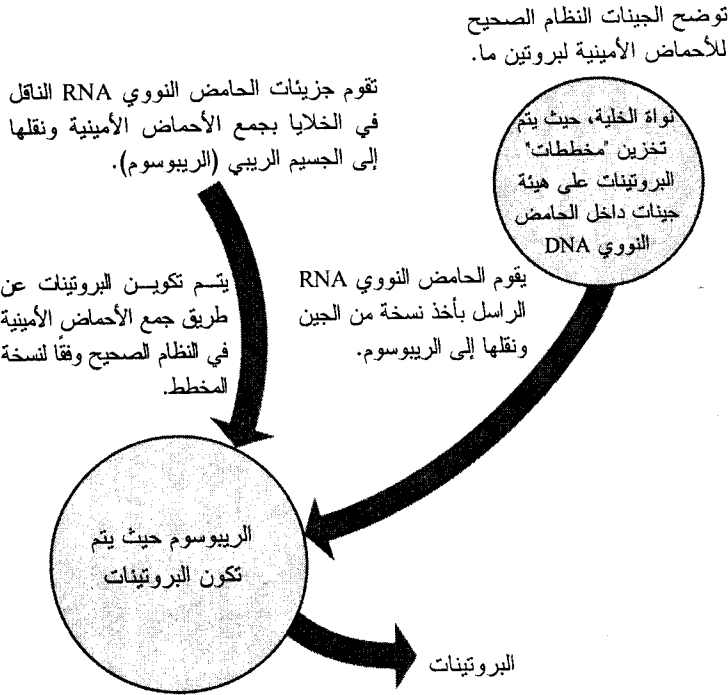 توضح الجينات النظام الصحيح
للأحماض الأمينية لبروتين ما.
نواة الخلية، حيث يتم
تخزين "مخططات"
البروتينات على هيئة
جينات داخل الحامض
النووي DNA
تقوم جزيئات الحامض النووي RNA الناقل
في الخلايا بجمع الأحماض الأمينية ونقلها
إلى الجسيم الريبي (الريبوسوم).
يقوم الحامض النووي RNA
الراسل بأخذ نسخة من الجين
ونقلها إلى الريبوسوم.
يتم تكويـن البروتينات عن
طريق جمع الأحماض الأمينية
في النظام الصحيح وفقًا لنسخة
المخطط.
الريبوسوم حيث يتم
تكون البروتينات
البروتينات